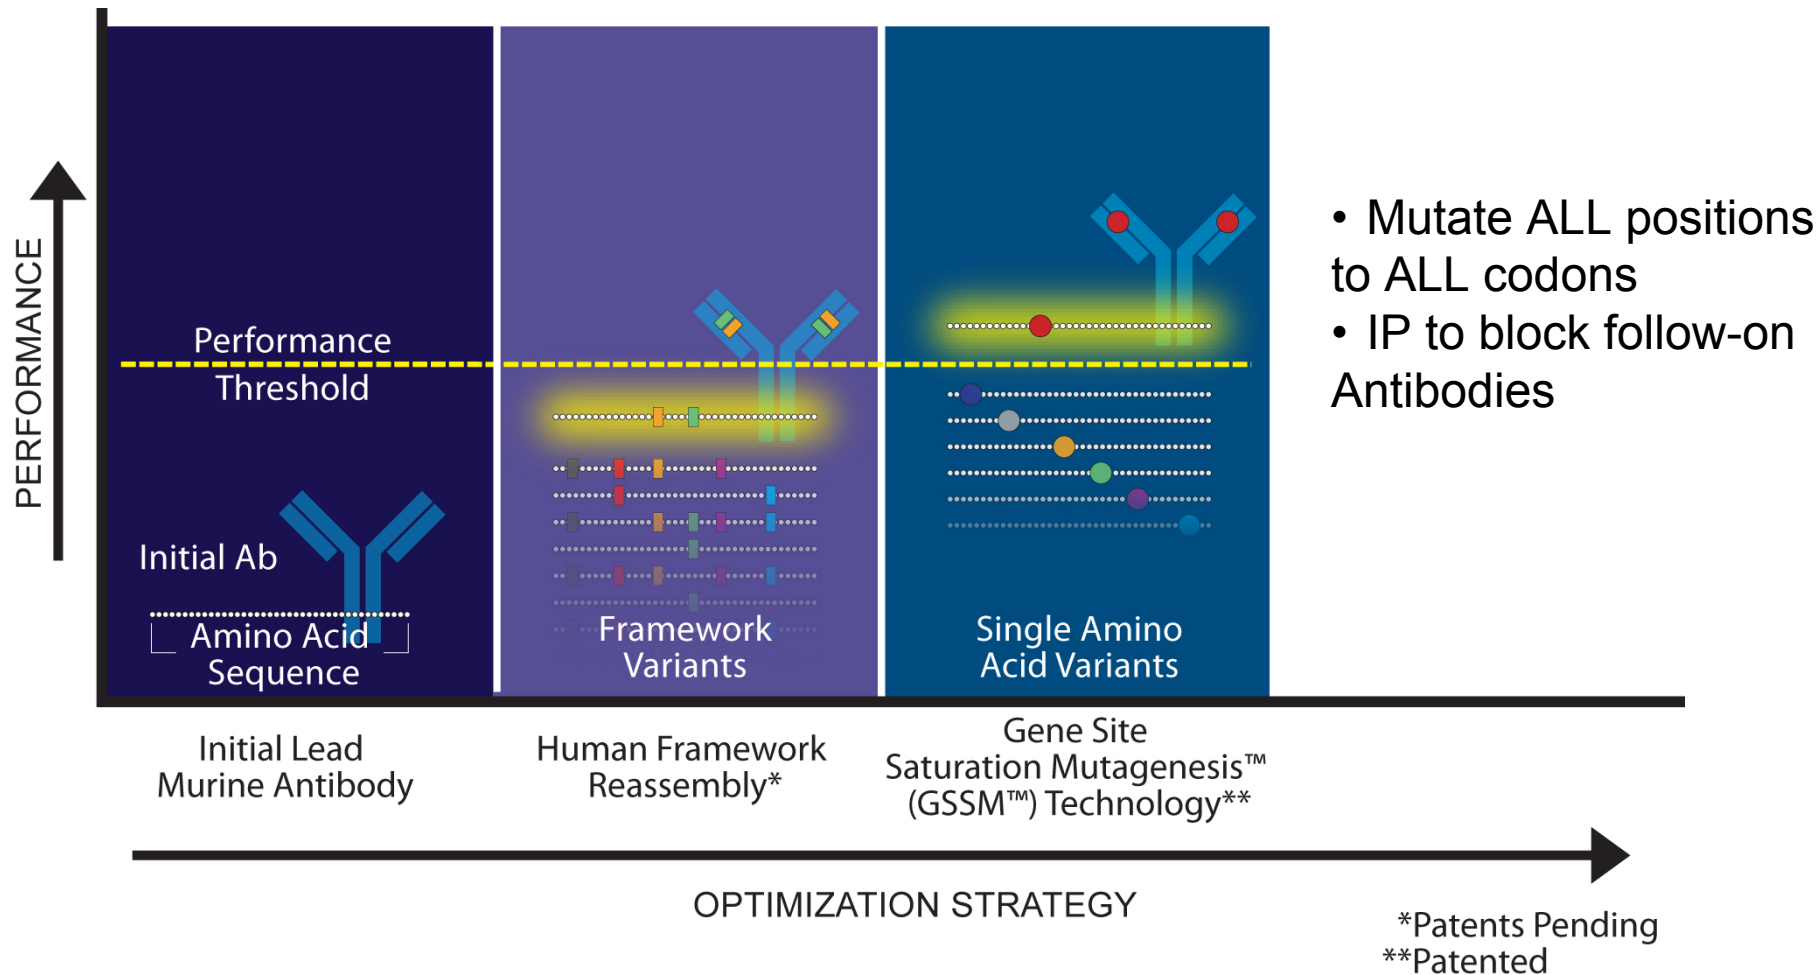 PERFORMANCE
Performance
Threshold
Initial Ab
Amino Acid
Sequence
Framework
Variants
Single Amino
Acid Variants
• Mutate ALL positions
to ALL codons
• IP to block follow-on
Antibodies
Initial Lead
Murine Antibody
Human Framework
Reassembly*
Gene Site
Saturation Mutagenesis™
(GSSM™) Technology**
OPTIMIZATION STRATEGY
*Patents Pending
**Patented